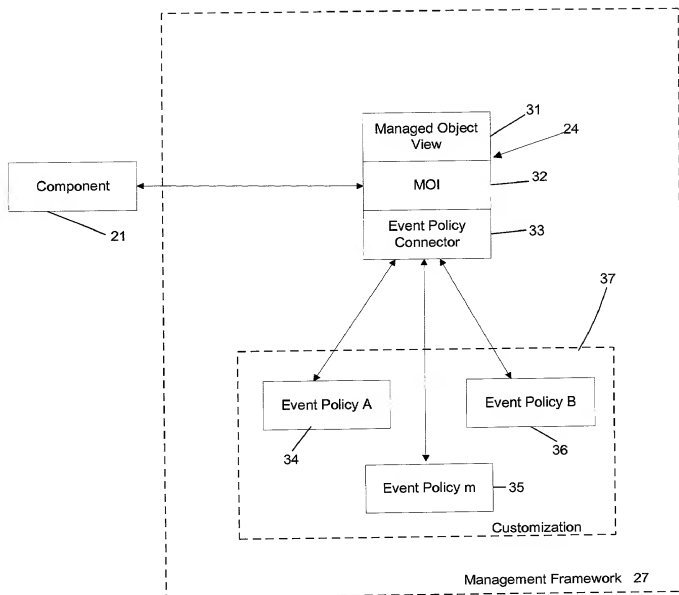 31
Managed Object
View
24
Component
MOI
32
21
Event Policy
Connector
33
37
Event Policy A
Event Policy B
34
36
Event Policy m
35
Customization
Management Framework 27